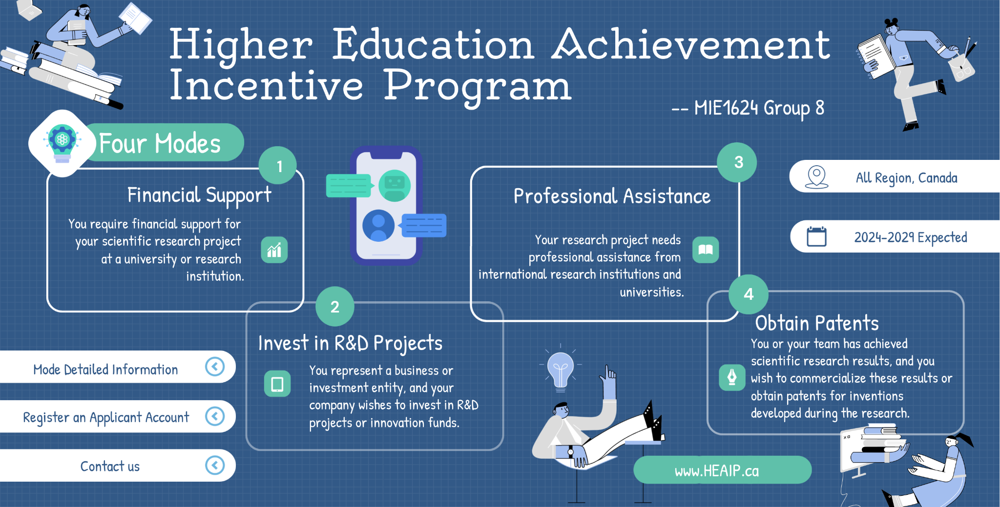 Higher Education Achievement
Incentive Program
-- MIE1624 Group 8
Four Modes
1
Financial Support
You require financial support for
your scientific research project
at a university or research
institution.
2
Invest in R&D Projects
You represent a business or
investment entity, and your
company wishes to invest in R&D
projects or innovation funds.
3
Professional Assistance
Your research project needs
professional assistance from
international research institutions and
universities.
4
Obtain Patents
You or your team has achieved
scientific research results, and you
wish to commercialize these results or
obtain patents for inventions
developed during the research.
All Region, Canada
2024-2029 Expected
Mode Detailed Information
Register an Applicant Account
Contact us
www.HEAIP.ca